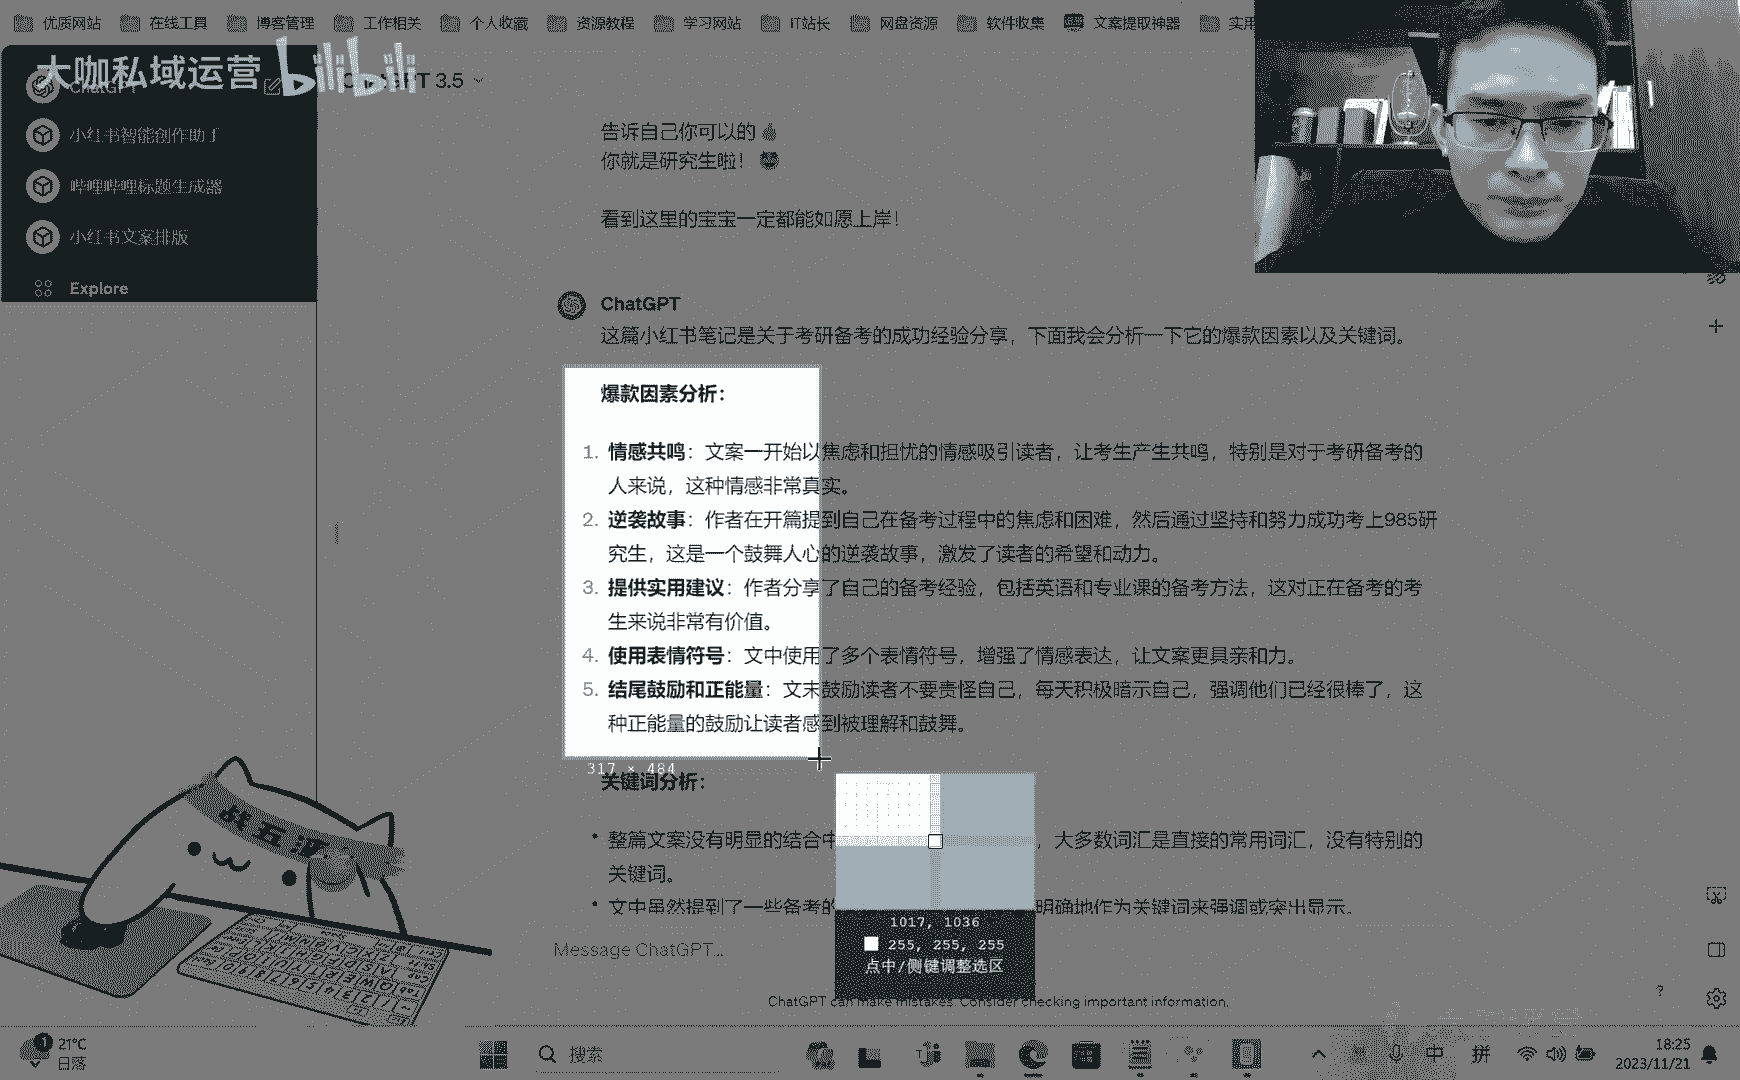 优质网站
在线工具
博客管理
工作相关
个人收藏
资源教程
学习网站
IT站长
网盘资源
软件收集
文案提取神器
实用
大咖私域运营 bilibili
ChatGPT
T 3.5
小红书智能创作助手
哔哩哔哩标题生成器
小红书文案排版
Explore
告诉自己你可以的
你就是研究生啦！
看到这里的宝宝一定都能如愿上岸！
ChatGPT
这篇小红书笔记是关于考研备考的成功经验分享，下面我会分析一下它的爆款因素以及关键词。
爆款因素分析：
1. 情感共鸣：文案一开始以焦虑和担忧的情感吸引读者，让考生产生共鸣，特别是对于考研备考的
人来说，这种情感非常真实。
2. 逆袭故事：作者在开篇提到自己在备考过程中的焦虑和困难，然后通过坚持和努力成功考上985研
究生，这是一个鼓舞人心的逆袭故事，激发了读者的希望和动力。
3. 提供实用建议：作者分享了自己的备考经验，包括英语和专业课的备考方法，这对正在备考的考
生来说非常有价值。
4. 使用表情符号：文中使用了多个表情符号，增强了情感表达，让文案更具亲和力。
5. 结尾鼓励和正能量：文末鼓励读者不要责怪自己，每天积极暗示自己，强调他们已经很棒了，这
种正能量的鼓励让读者感到被理解和鼓舞。
317 × 484
关键词分析：
• 整篇文案没有明显的结合中 ，大多数词汇是直接的常用词汇，没有特别的
关键词。
• 文中虽然提到了一些备考的 明确地作为关键词来强调或突出显示。
1017, 1036
255, 255, 255
点中/侧键调整选区
Message ChatGPT...
ChatGPT can make mistakes. Consider checking important information.
?
1
21°C
日落
搜索
中
拼
18:25
2023/11/21